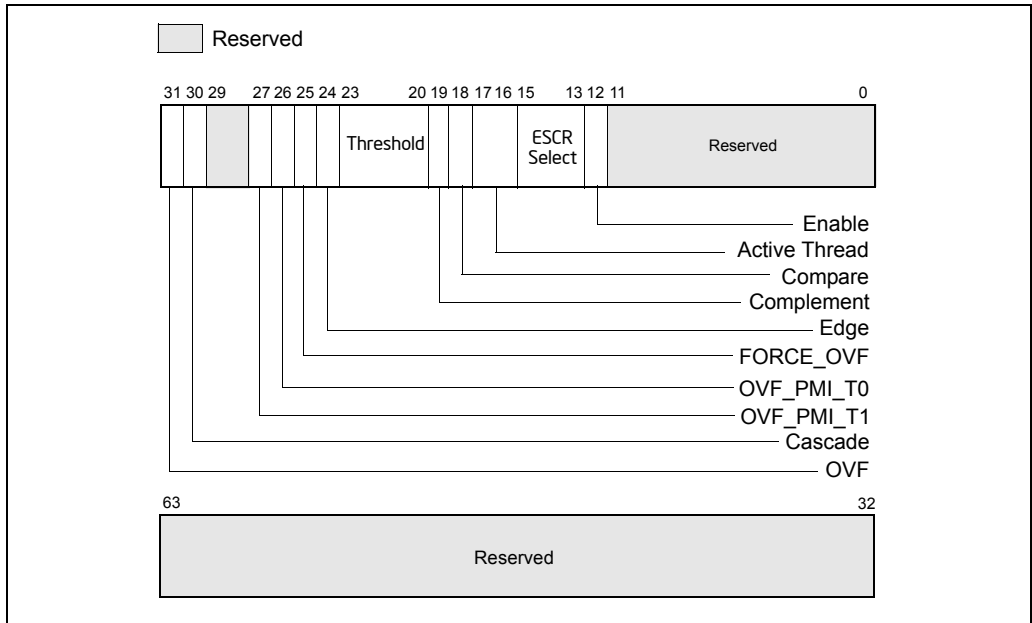 Reserved
31 30 29 27 26 25 24 23 20 19 18 17 16 15 13 12 11 0
Threshold
ESCR
Select
Reserved
Enable
Active Thread
Compare
Complement
Edge
FORCE_OVF
OVF_PMI_T0
OVF_PMI_T1
Cascade
OVF
63 32
Reserved